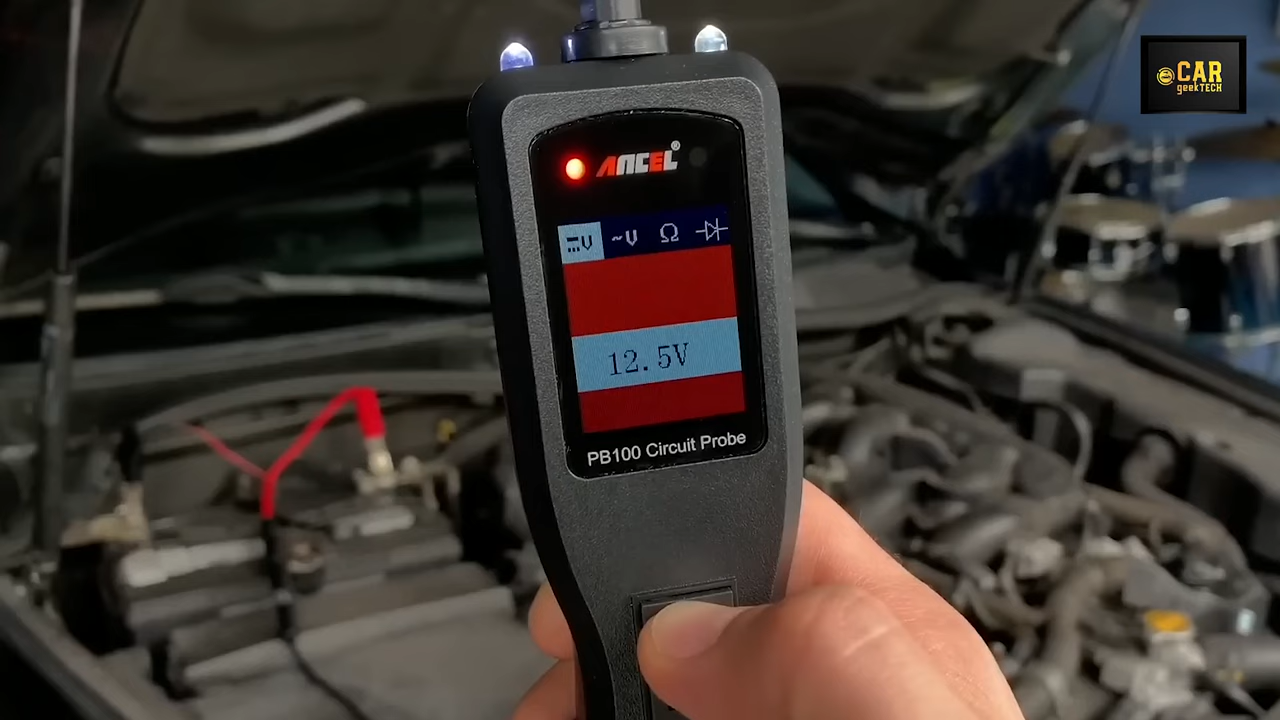 CAR
geekTECH
ANCEL®
V ~V Ω
12.5V
PB100 Circuit Probe